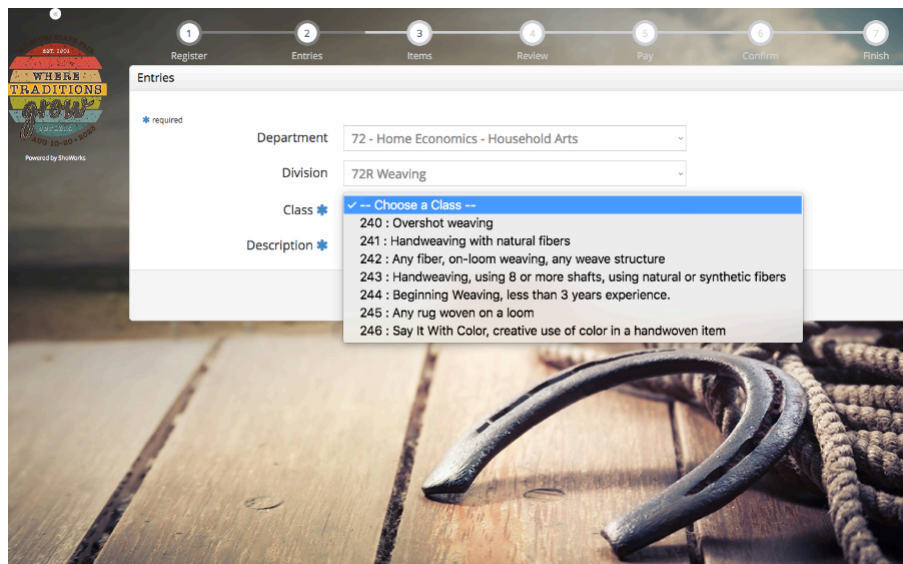 1 2 3 4 5 6 7
Register Entries Items Review Pay Confirm Finish
EST. 1901
WHERE
TRADITIONS
grow
AUG 10-20 • 2023
Powered by ShoWorks
Entries
✱ required
Department 72 - Home Economics - Household Arts
Division 72R Weaving
Class ✱ ✓ -- Choose a Class --
240 : Overshot weaving
241 : Handweaving with natural fibers
242 : Any fiber, on-loom weaving, any weave structure
243 : Handweaving, using 8 or more shafts, using natural or synthetic fibers
244 : Beginning Weaving, less than 3 years experience.
245 : Any rug woven on a loom
246 : Say It With Color, creative use of color in a handwoven item
Description ✱